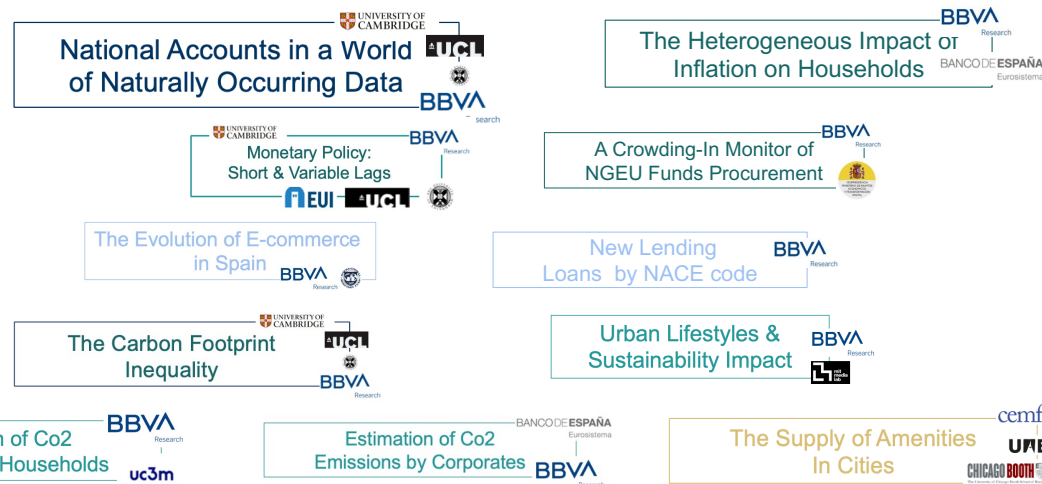 UNIVERSITY OF
CAMBRIDGE
National Accounts in a World
of Naturally Occurring Data
UCL
BBVA
search
The Heterogeneous Impact of
Inflation on Households
BBVA
Research
BANCO DE ESPAÑA
Eurosistema
UNIVERSITY OF
CAMBRIDGE
BBVA
Research
Monetary Policy:
Short & Variable Lags
EUI
UCL
A Crowding-In Monitor of
NGEU Funds Procurement
BBVA
Research
The Evolution of E-commerce
in Spain
BBVA
Research
New Lending
Loans by NACE code
BBVA
Research
UNIVERSITY OF
CAMBRIDGE
The Carbon Footprint
Inequality
UCL
BBVA
Research
Urban Lifestyles &
Sustainability Impact
BBVA
Research
mit
media
lab
of Co2
Households
BBVA
Research
uc3m
Estimation of Co2
Emissions by Corporates
BANCO DE ESPAÑA
Eurosistema
BBVA
The Supply of Amenities
In Cities
cemf
CHICAGO BOOTH